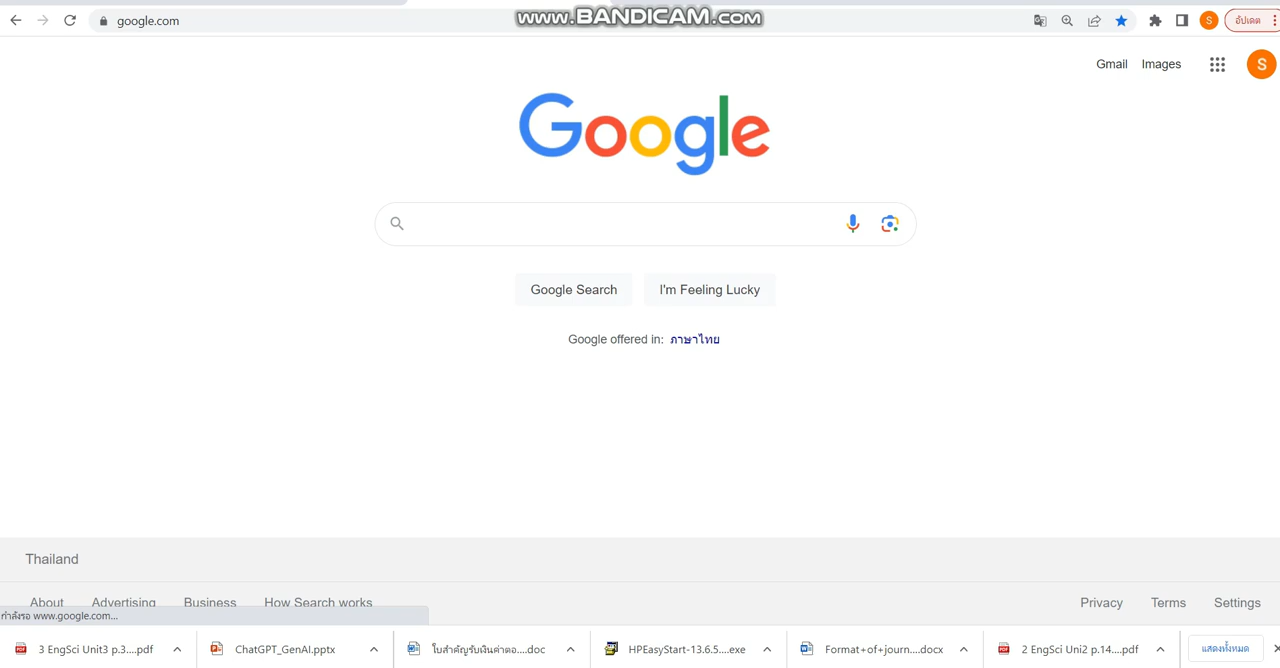 google.com
www.BANDICAM.com
S
อัปเดต
Gmail
Images
S
Google
Google Search
I'm Feeling Lucky
Google offered in: ภาษาไทย
Thailand
About
Advertising
Business
How Search works
Privacy
Terms
Settings
กำลังรอ www.google.com...
3 EngSci Unit3 p.3....pdf
ChatGPT_GenAI.pptx
ใบสำคัญรับเงินค่าตอ....doc
HPEasyStart-13.6.5....exe
Format+of+journ....docx
2 EngSci Uni2 p.14....pdf
แสดงทั้งหมด